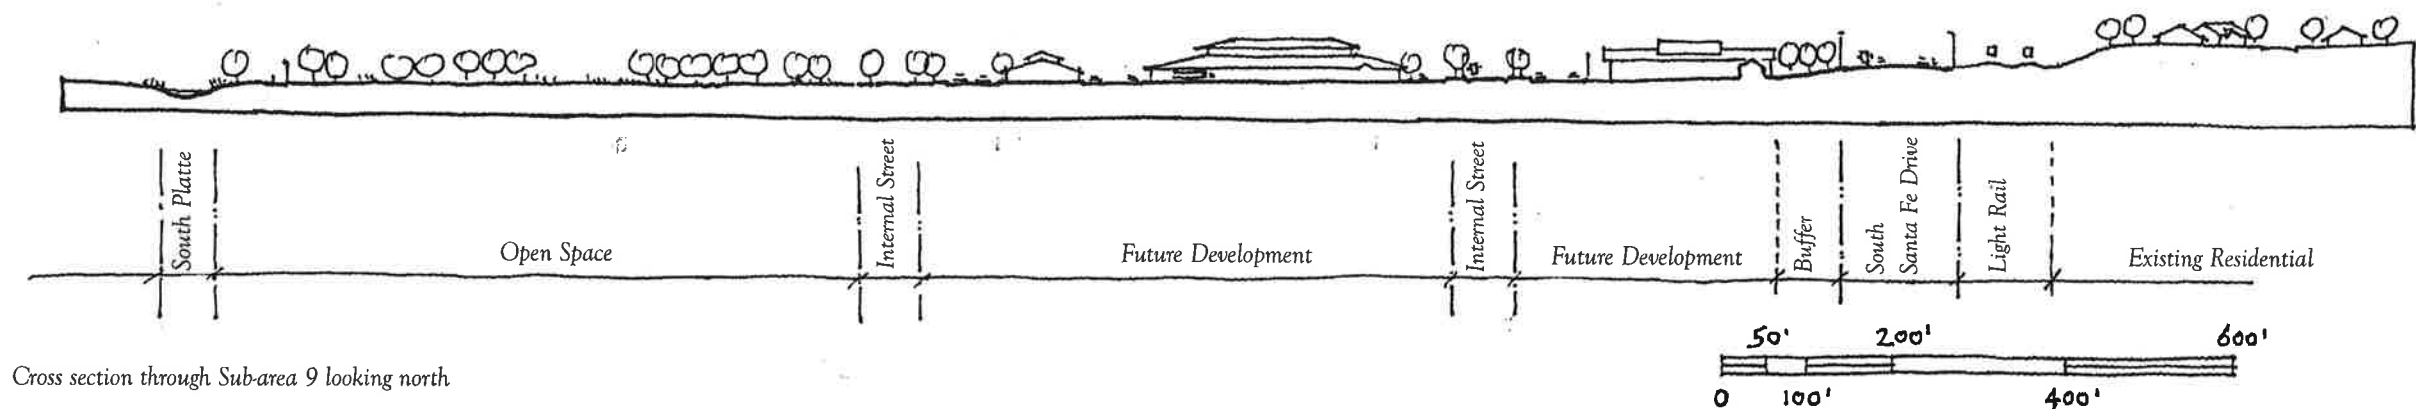 South Platte
Open Space
Internal Street
Future Development
Internal Street
Future Development
Buffer
South
Santa Fe Drive
Light Rail
Existing Residential
50' 200' 600'
0 100' 400'
Cross section through Sub-area 9 looking north